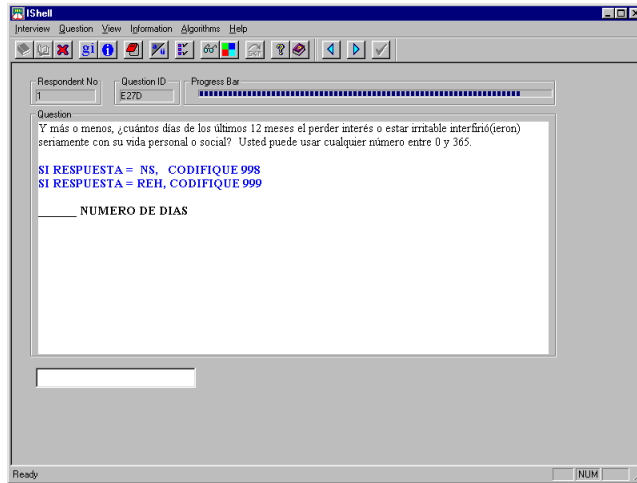 IShell
Interview Question View Information Algorithms Help
gi
SKIP
Respondent No
Question ID
Progress Bar
1
E27D
Question
Y más o menos, ¿cuántos días de los últimos 12 meses el perder interés o estar irritable interfirió(ieron)
seriamente con su vida personal o social? Usted puede usar cualquier número entre 0 y 365.
SI RESPUESTA = NS, CODIFIQUE 998
SI RESPUESTA = REH, CODIFIQUE 999
______ NUMERO DE DIAS
Ready
NUM